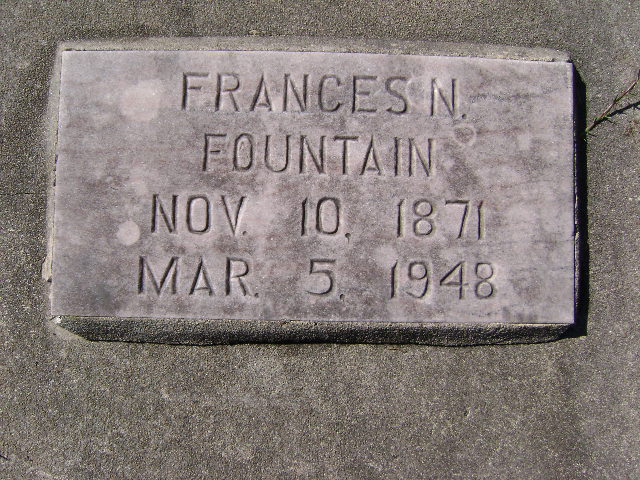 FRANCES N.
FOUNTAIN
NOV. 10, 1871
MAR. 5, 1948